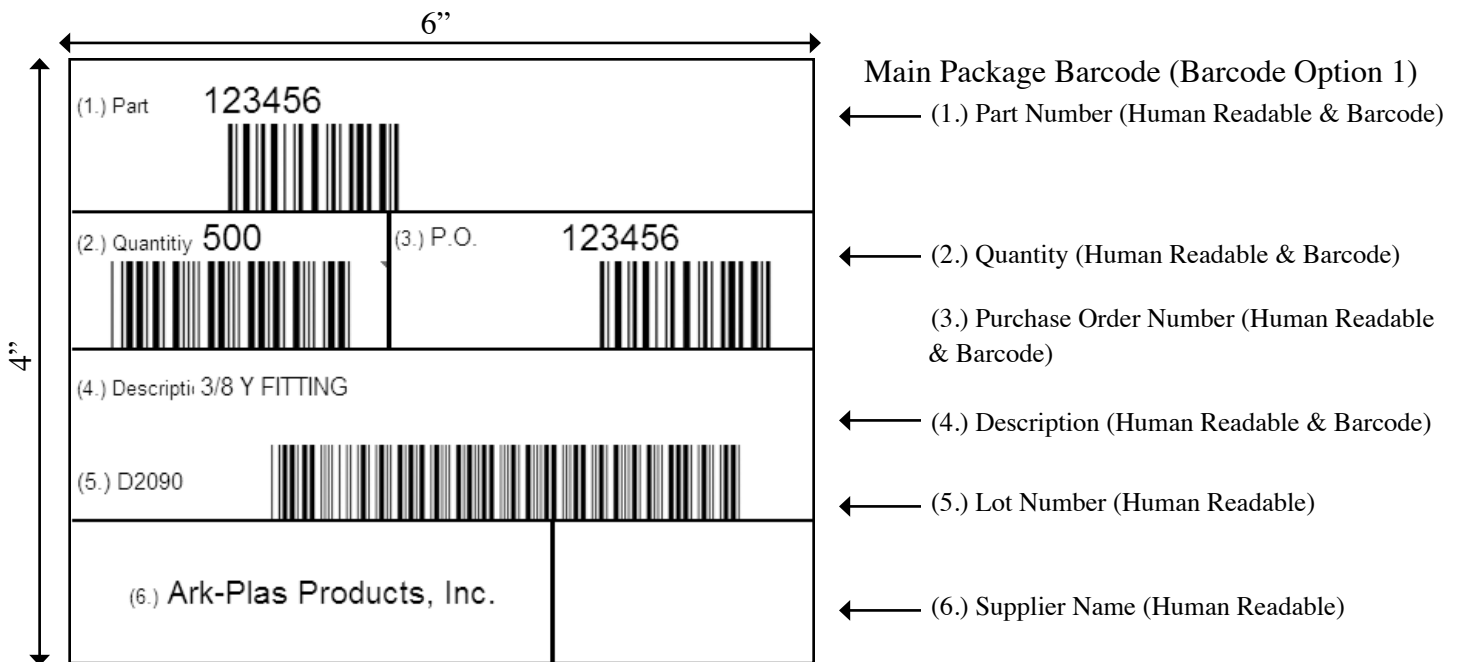 6”
4”
Main Package Barcode (Barcode Option 1)
(1.) Part 123456
(1.) Part Number (Human Readable & Barcode)
(2.) Quantitiy 500
(3.) P.O. 123456
(2.) Quantity (Human Readable & Barcode)
(3.) Purchase Order Number (Human Readable
& Barcode)
(4.) Descripti 3/8 Y FITTING
(4.) Description (Human Readable & Barcode)
(5.) D2090
(5.) Lot Number (Human Readable)
(6.) Ark-Plas Products, Inc.
(6.) Supplier Name (Human Readable)